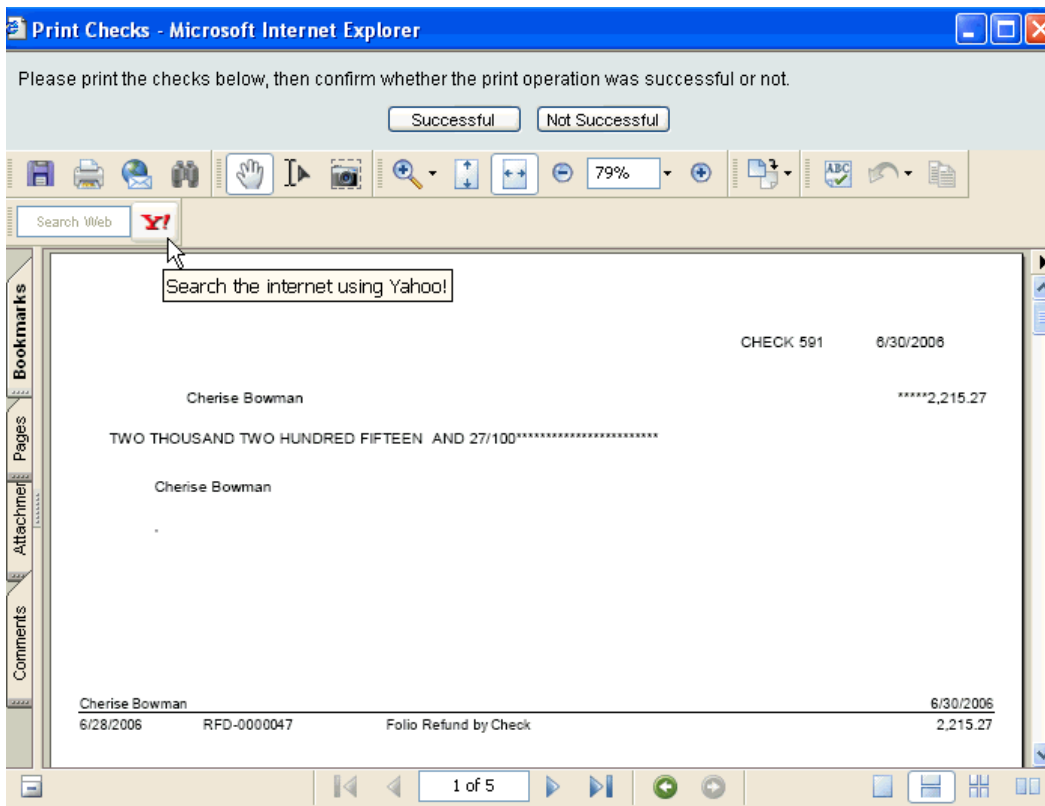 Print Checks - Microsoft Internet Explorer
Please print the checks below, then confirm whether the print operation was successful or not.
Successful Not Successful
79%
ABC
Search Web Y!
Search the internet using Yahoo!
Bookmarks
Pages
Attachmer
Comments
CHECK 591 6/30/2006
Cherise Bowman *****2,215.27
TWO THOUSAND TWO HUNDRED FIFTEEN AND 27/100************************
Cherise Bowman
.
Cherise Bowman 6/30/2006
6/28/2006 RFD-0000047 Folio Refund by Check 2,215.27
1 of 5